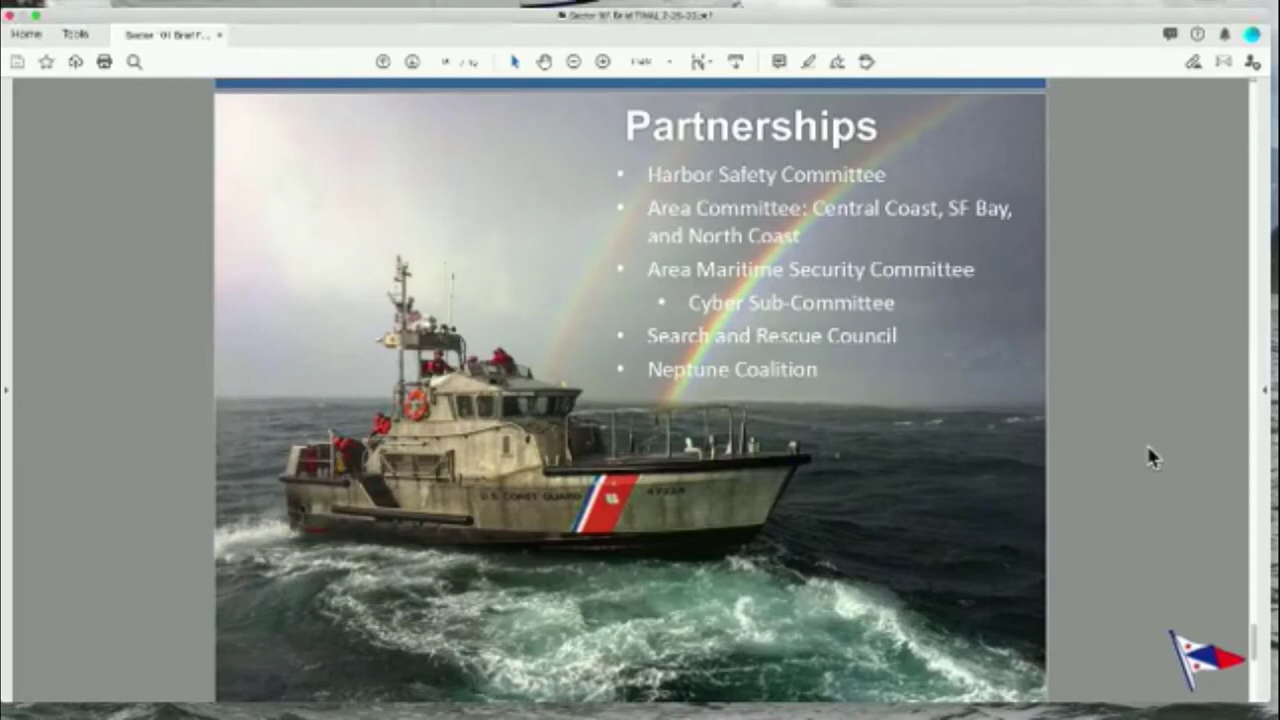 Home
Tools
Partnerships
• Harbor Safety Committee
• Area Committee: Central Coast, SF Bay,
and North Coast
• Area Maritime Security Committee
• Cyber Sub-Committee
• Search and Rescue Council
• Neptune Coalition
U.S. COAST GUARD